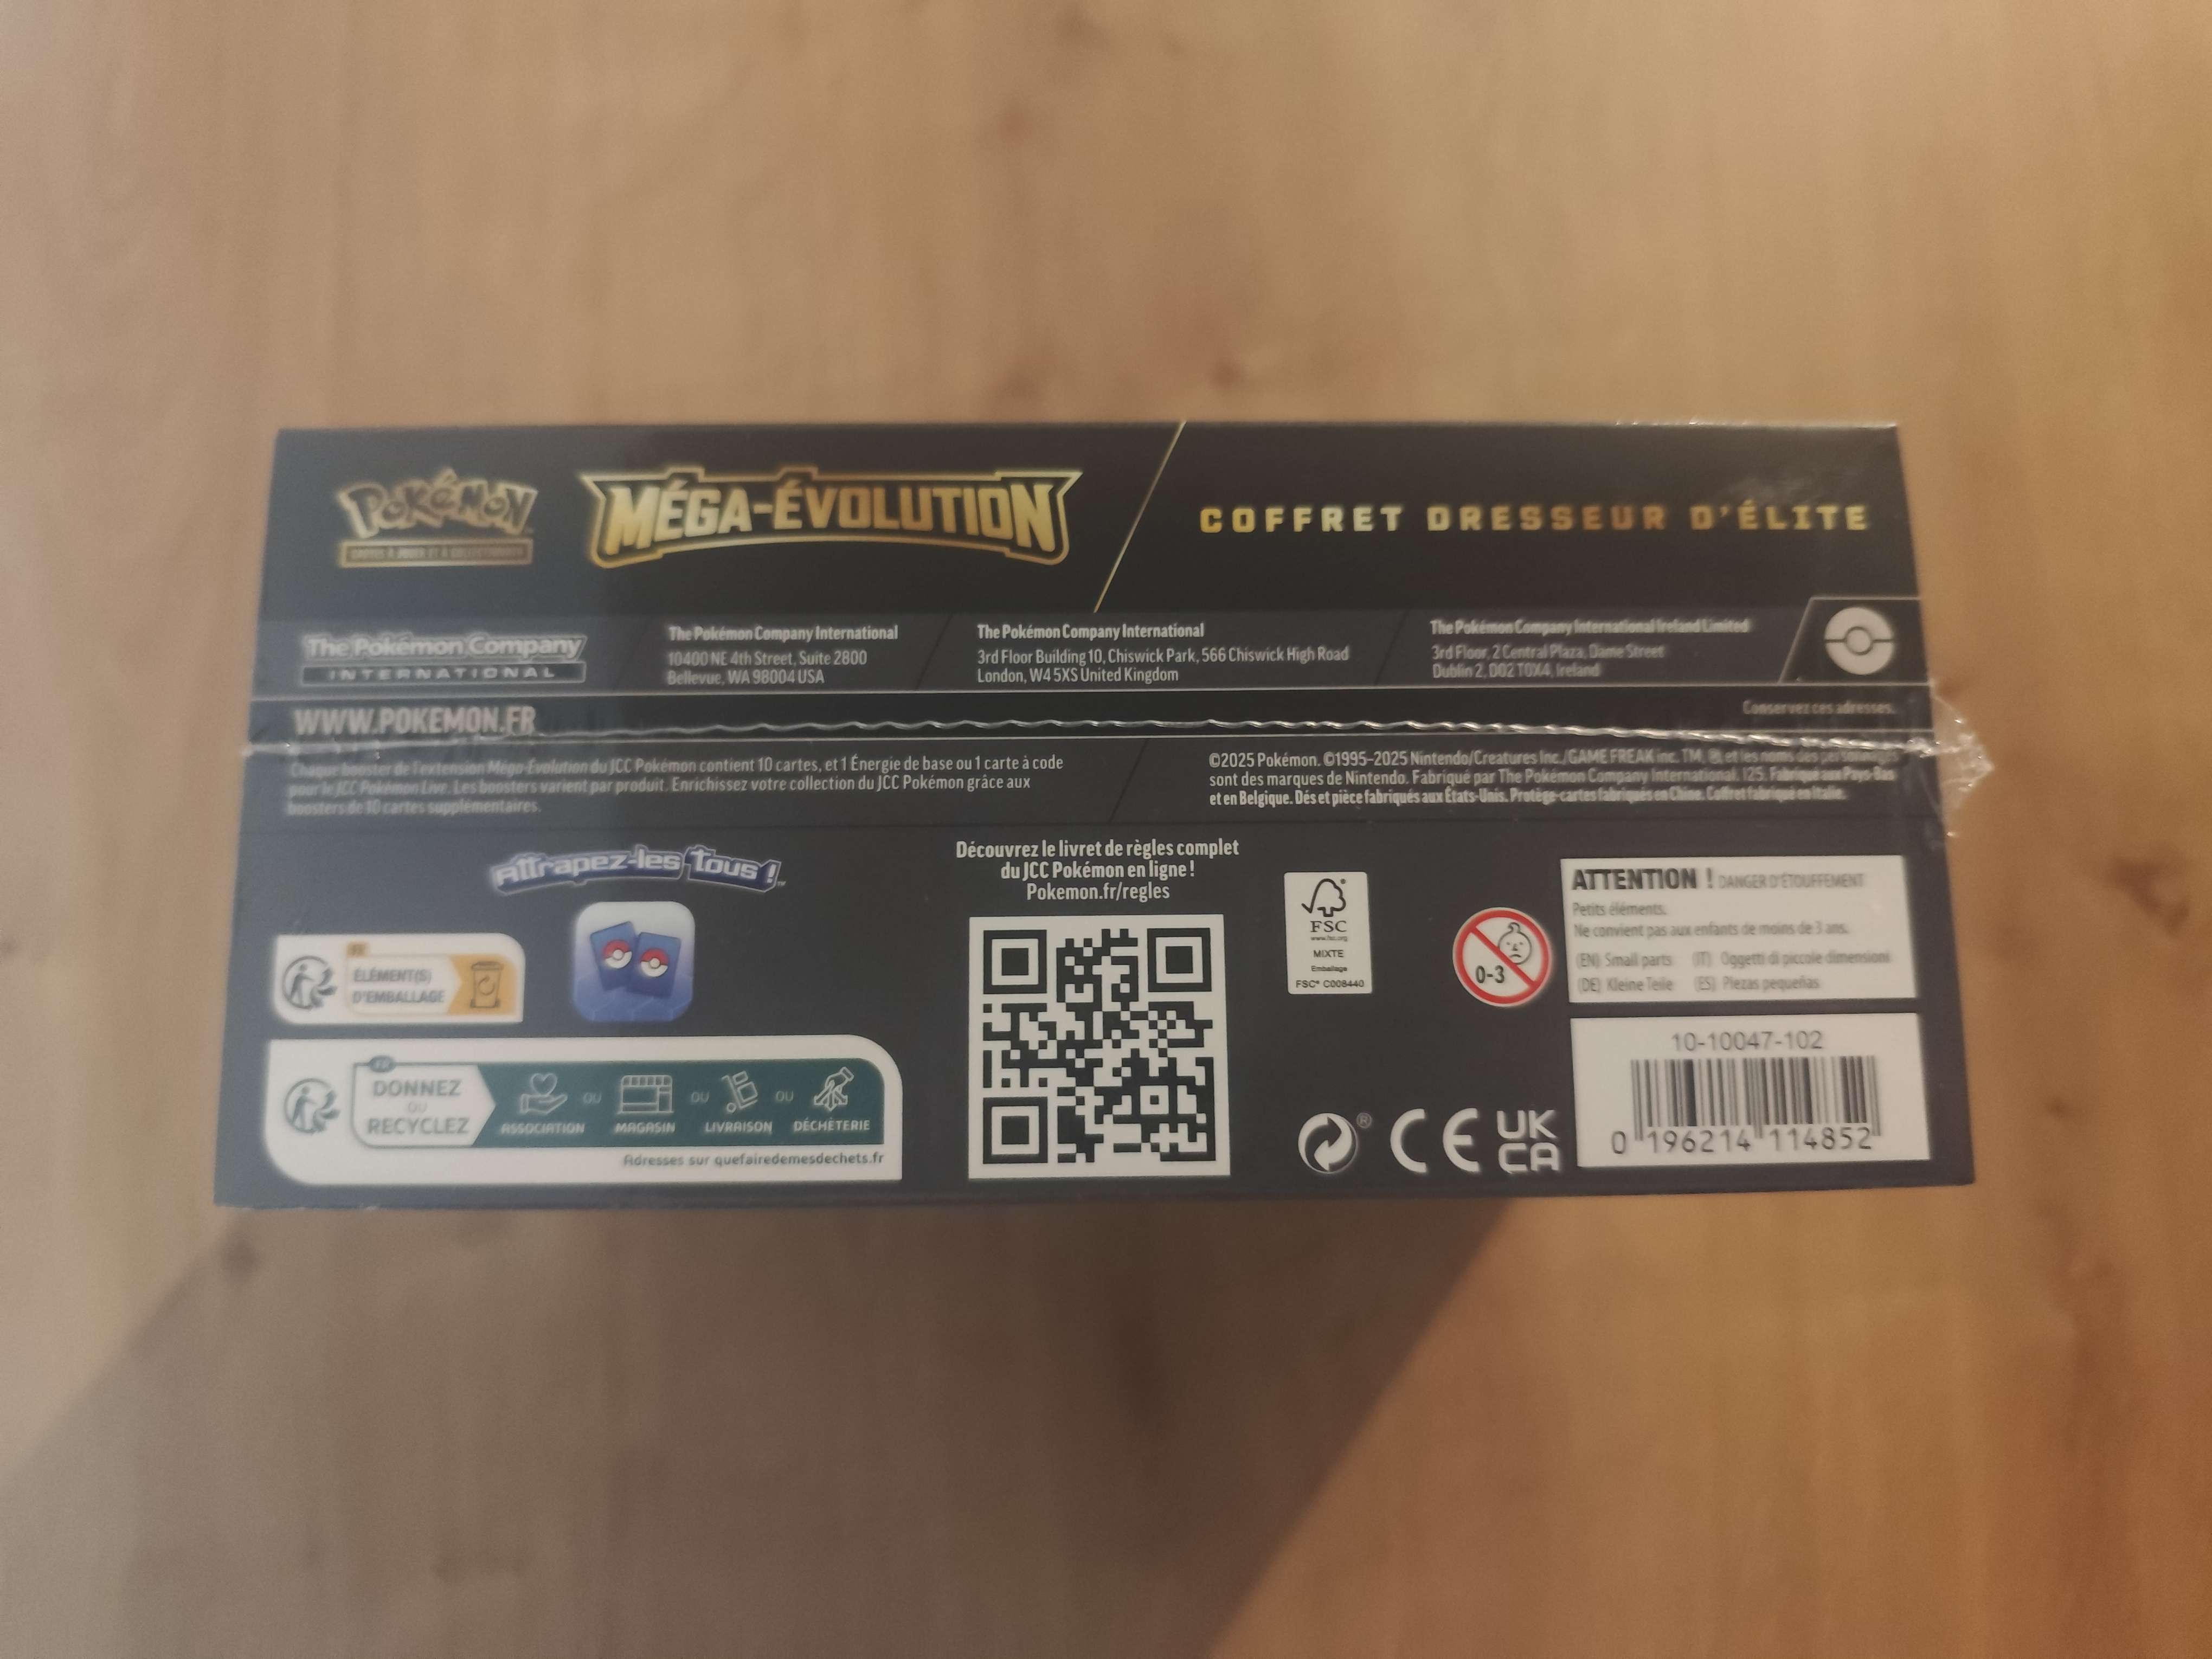 POKÉMON
CARTES À JOUER ET À COLLECTIONNER
MÉGA-ÉVOLUTION
COFFRET DRESSEUR D'ÉLITE
The Pokémon Company
INTERNATIONAL
The Pokémon Company International
10400 NE 4th Street, Suite 2800
Bellevue, WA 98004 USA
The Pokémon Company International
3rd Floor Building 10, Chiswick Park, 566 Chiswick High Road
London, W4 5XS United Kingdom
The Pokémon Company International Ireland Limited
3rd Floor, 2 Central Plaza, Dame Street
Dublin 2, D02 T0X4, Ireland
WWW.POKEMON.FR
Conservez ces adresses.
Chaque booster de l'extension Méga-Évolution du JCC Pokémon contient 10 cartes, et 1 Énergie de base ou 1 carte à code
pour le JCC Pokémon Live. Les boosters varient par produit. Enrichissez votre collection du JCC Pokémon grâce aux
boosters de 10 cartes supplémentaires.
©2025 Pokémon. ©1995–2025 Nintendo/Creatures Inc./GAME FREAK inc. TM, ® et les noms des personnages
sont des marques de Nintendo. Fabriqué par The Pokémon Company International. 125. Fabriqué aux Pays-Bas
et en Belgique. Dés et pièce fabriqués aux États-Unis. Protège-cartes fabriqués en Chine. Coffret fabriqué en Italie.
Attrapez-les tous !™
FR
ÉLÉMENT(S)
D'EMBALLAGE
FR
DONNEZ
OU
RECYCLEZ
ASSOCIATION OU MAGASIN OU LIVRAISON OU DÉCHÈTERIE
Adresses sur quefairedemesdechets.fr
Découvrez le livret de règles complet
du JCC Pokémon en ligne !
Pokemon.fr/regles
FSC
www.fsc.org
MIXTE
Emballage
FSC® C008440
0-3
ATTENTION ! DANGER D'ÉTOUFFEMENT
Petits éléments.
Ne convient pas aux enfants de moins de 3 ans.
(EN) Small parts (IT) Oggetti di piccole dimensioni
(DE) Kleine Teile (ES) Piezas pequeñas
® CE UK
CA
10-10047-102
0 196214 114852